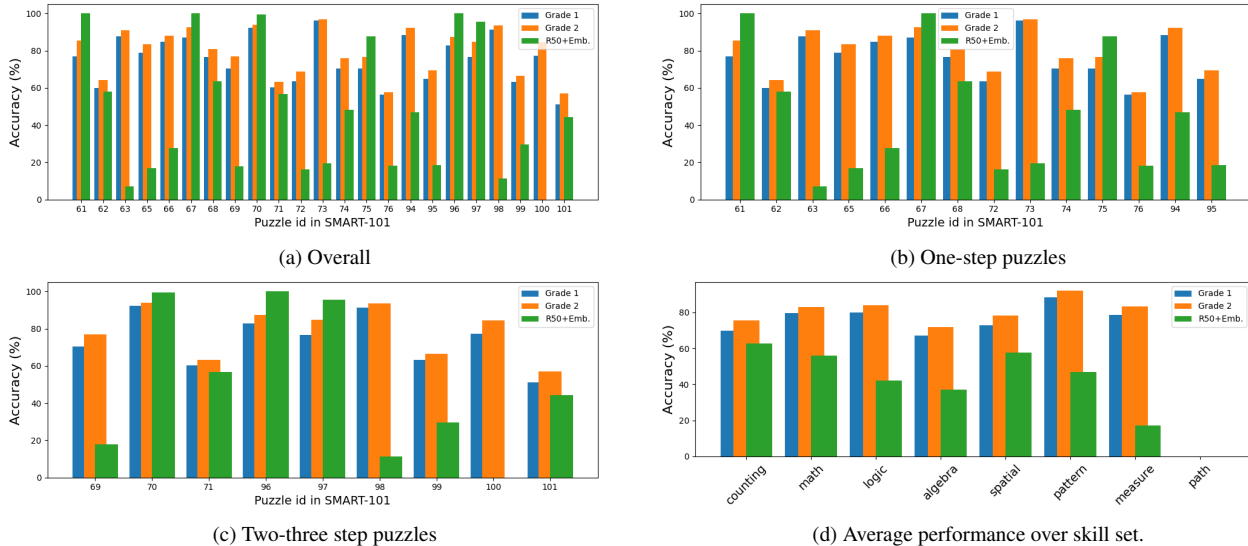 100
80
60
40
20
0
Accuracy (%)
Grade 1
Grade 2
R50+Emb.
61 62 63 65 66 67 68 69 70 71 72 73 74 75 76 94 95 96 97 98 99 100 101
Puzzle id in SMART-101
(a) Overall
100
80
60
40
20
0
Accuracy (%)
Grade 1
Grade 2
R50+Emb.
61 62 63 65 66 67 68 72 73 74 75 76 94 95
Puzzle id in SMART-101
(b) One-step puzzles
100
80
60
40
20
0
Accuracy (%)
Grade 1
Grade 2
R50+Emb.
69 70 71 96 97 98 99 100 101
Puzzle id in SMART-101
(c) Two-three step puzzles
80
60
40
20
0
Accuracy (%)
Grade 1
Grade 2
R50+Emb.
counting math logic algebra spatial pattern measure path
(d) Average performance over skill set.